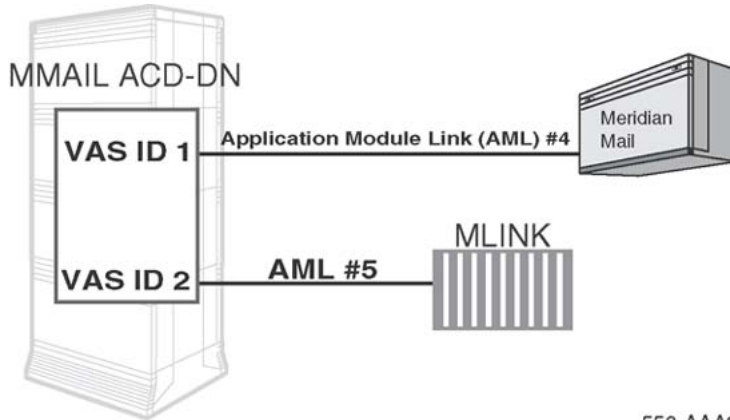 MMAIL ACD-DN
VAS ID 1
Application Module Link (AML) #4
Meridian
Mail
MLINK
VAS ID 2
AML #5